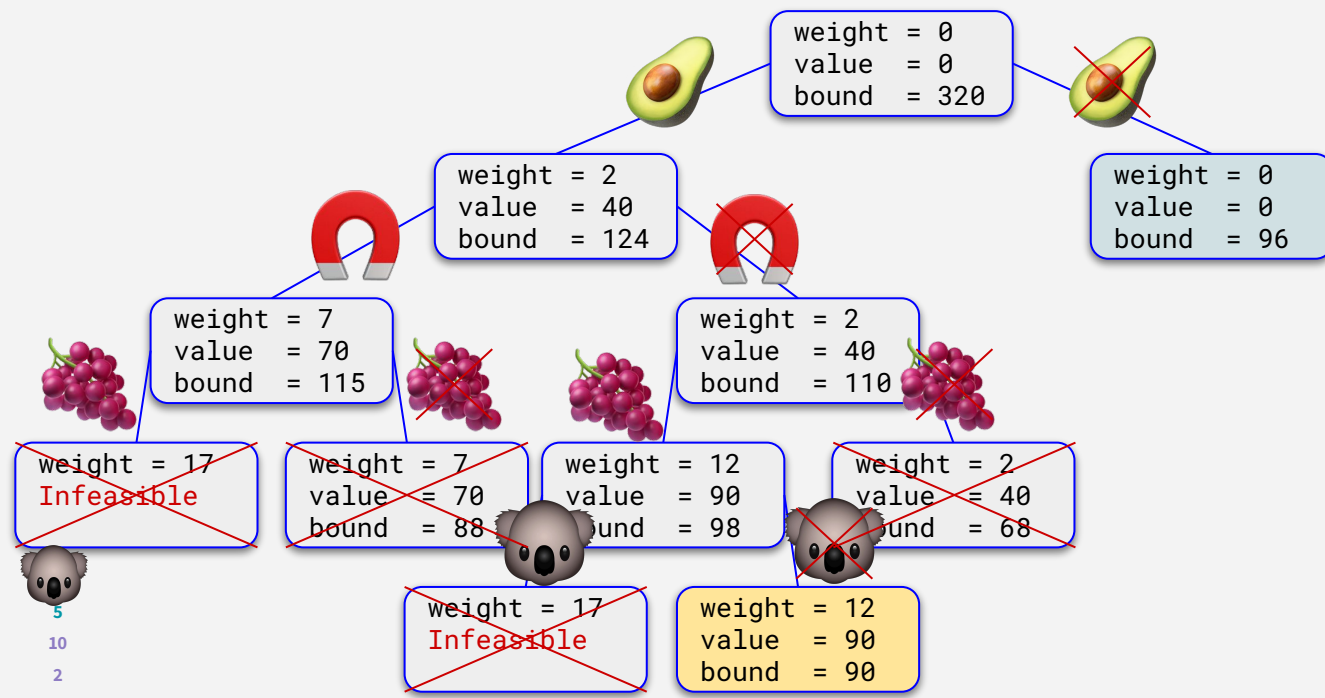 weight = 0
value  = 0
bound  = 320
weight = 2
value  = 40
bound  = 124
weight = 0
value  = 0
bound  = 96
weight = 7
value  = 70
bound  = 115
weight = 2
value  = 40
bound  = 110
weight = 17
Infeasible
weight = 7
value  = 70
bound  = 88
weight = 12
value  = 90
bound  = 98
weight = 2
value  = 40
bound  = 68
5
10
2
weight = 17
Infeasible
weight = 12
value  = 90
bound  = 90